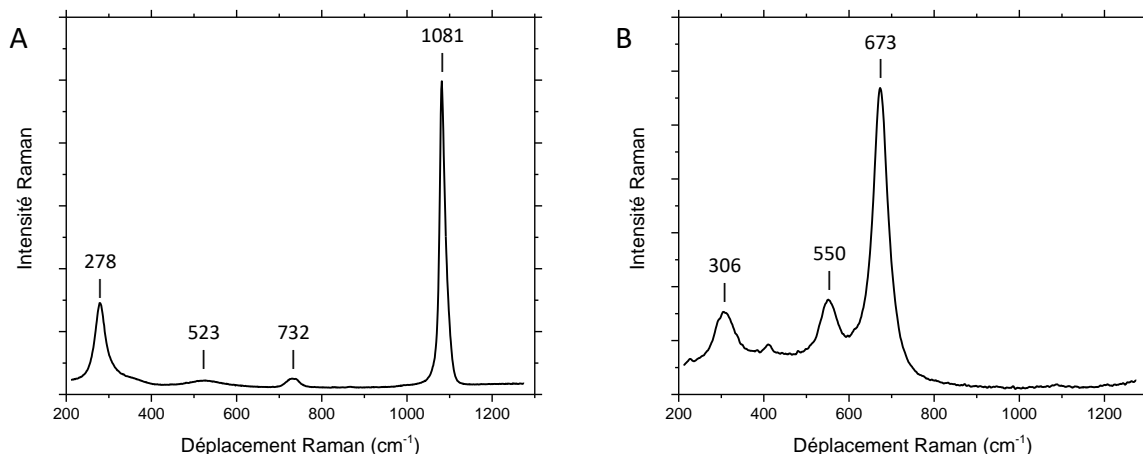 A
Intensité Raman
278
523
732
1081
200 400 600 800 1000 1200
Déplacement Raman (cm⁻¹)
B
Intensité Raman
306
550
673
200 400 600 800 1000 1200
Déplacement Raman (cm⁻¹)